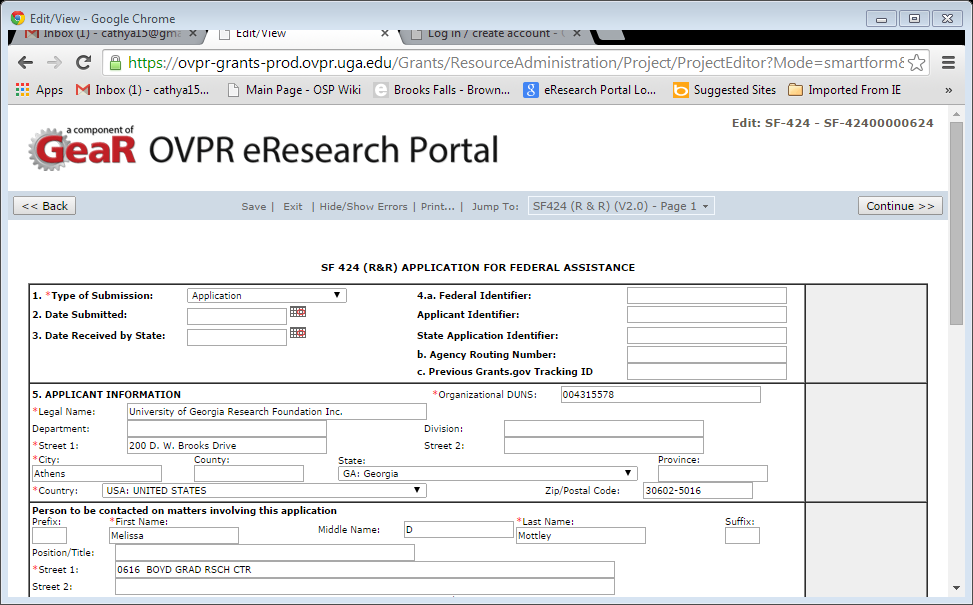 Edit/View - Google Chrome
Inbox (1) - cathya15@gma Edit/View Log in / create account -
https://ovpr-grants-prod.ovpr.uga.edu/Grants/ResourceAdministration/Project/ProjectEditor?Mode=smartform&
Apps Inbox (1) - cathya15... Main Page - OSP Wiki Brooks Falls - Brown... eResearch Portal Lo... Suggested Sites Imported From IE »
Edit: SF-424 - SF-42400000624
a component of
GeaR OVPR eResearch Portal
<< Back Save | Exit | Hide/Show Errors | Print... | Jump To: SF424 (R & R) (V2.0) - Page 1 Continue >>
SF 424 (R&R) APPLICATION FOR FEDERAL ASSISTANCE
1. *Type of Submission: Application 4.a. Federal Identifier:
2. Date Submitted: Applicant Identifier:
3. Date Received by State: State Application Identifier:
b. Agency Routing Number:
c. Previous Grants.gov Tracking ID
5. APPLICANT INFORMATION *Organizational DUNS: 004315578
*Legal Name: University of Georgia Research Foundation Inc.
Department: Division:
*Street 1: 200 D. W. Brooks Drive Street 2:
*City: County: State: Province:
Athens GA: Georgia
*Country: USA: UNITED STATES Zip/Postal Code: 30602-5016
Person to be contacted on matters involving this application
Prefix: *First Name: Middle Name: D *Last Name: Suffix:
Melissa Mottley
Position/Title:
*Street 1: 0616 BOYD GRAD RSCH CTR
Street 2: